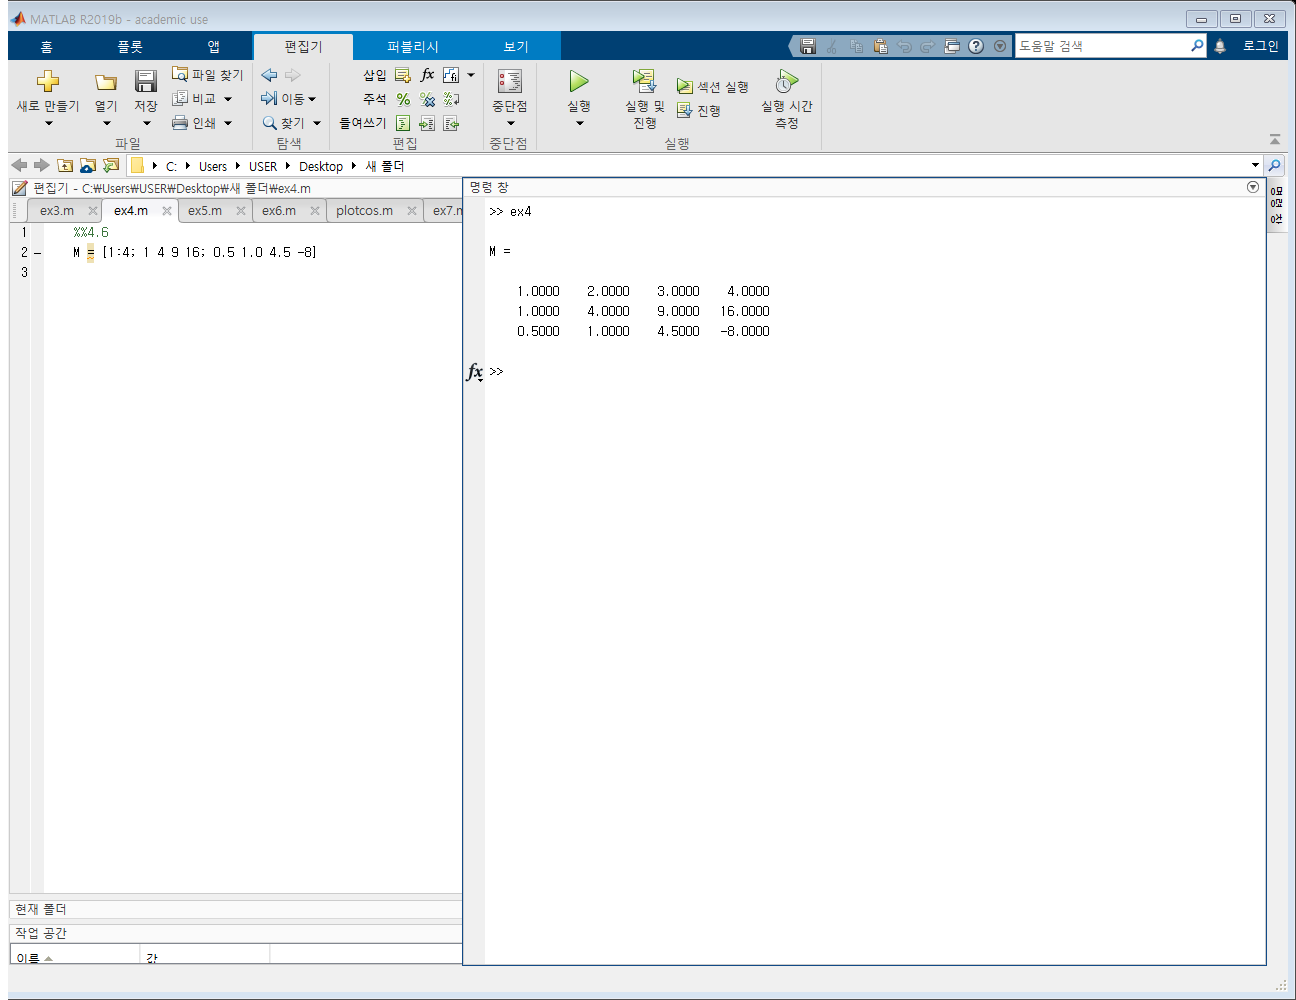 MATLAB R2019b - academic use
홈 플롯 앱 편집기 퍼블리시 보기 도움말 검색 로그인
새로 만들기 열기 저장 파일 찾기 비교 인쇄
파일
이동 찾기
탐색
삽입 fx
주석
들여쓰기
편집
중단점
중단점
실행 실행 및 진행 섹션 실행 진행 실행 시간 측정
실행
C: Users USER Desktop 새 폴더
편집기 - C:₩Users₩USER₩Desktop₩새 폴더₩ex4.m
ex3.m ex4.m ex5.m ex6.m plotcos.m ex7.m
1 %%4.6
2 – M = [1:4; 1 4 9 16; 0.5 1.0 4.5 -8]
3
현재 폴더
작업 공간
이름 값
명령 창
>> ex4
M =
1.0000 2.0000 3.0000 4.0000
1.0000 4.0000 9.0000 16.0000
0.5000 1.0000 4.5000 -8.0000
fx >>
명령 창